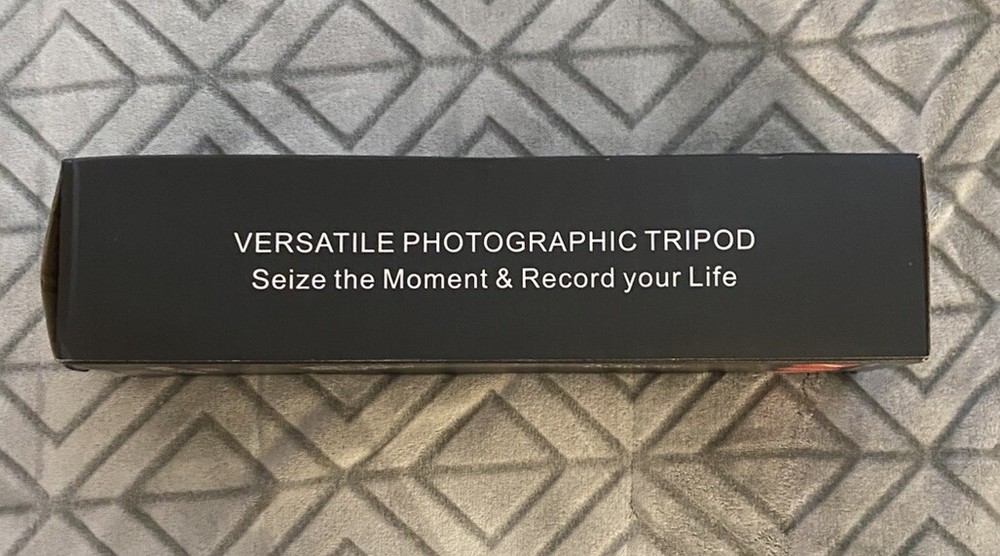 VERSATILE PHOTOGRAPHIC TRIPOD
Seize the Moment & Record your Life